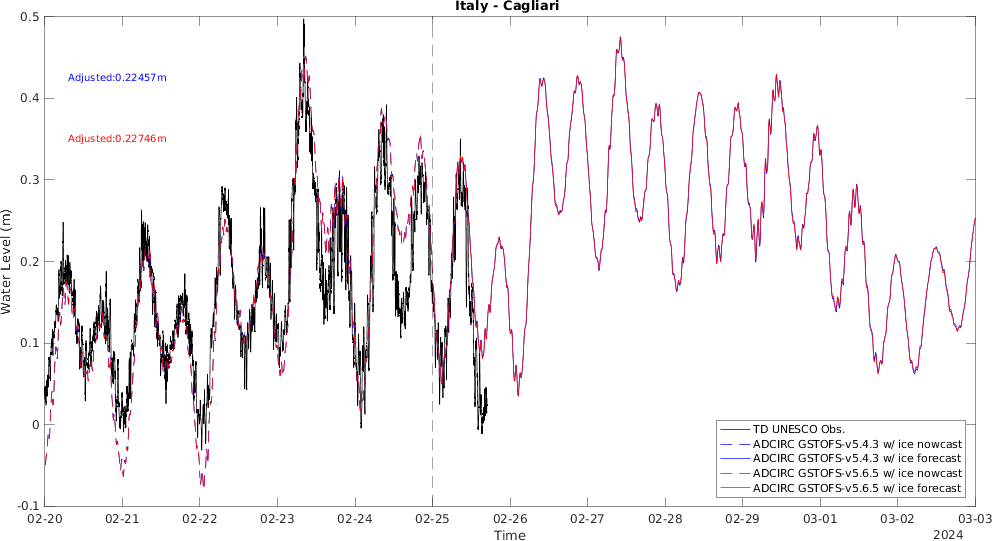 Italy - Cagliari
0.5
0.4
0.3
0.2
0.1
0
-0.1
Water Level (m)
Adjusted:0.22457m
Adjusted:0.22746m
TD UNESCO Obs.
ADCIRC GSTOFS-v5.4.3 w/ ice nowcast
ADCIRC GSTOFS-v5.4.3 w/ ice forecast
ADCIRC GSTOFS-v5.6.5 w/ ice nowcast
ADCIRC GSTOFS-v5.6.5 w/ ice forecast
02-20 02-21 02-22 02-23 02-24 02-25 02-26 02-27 02-28 02-29 03-01 03-02 03-03
Time
2024